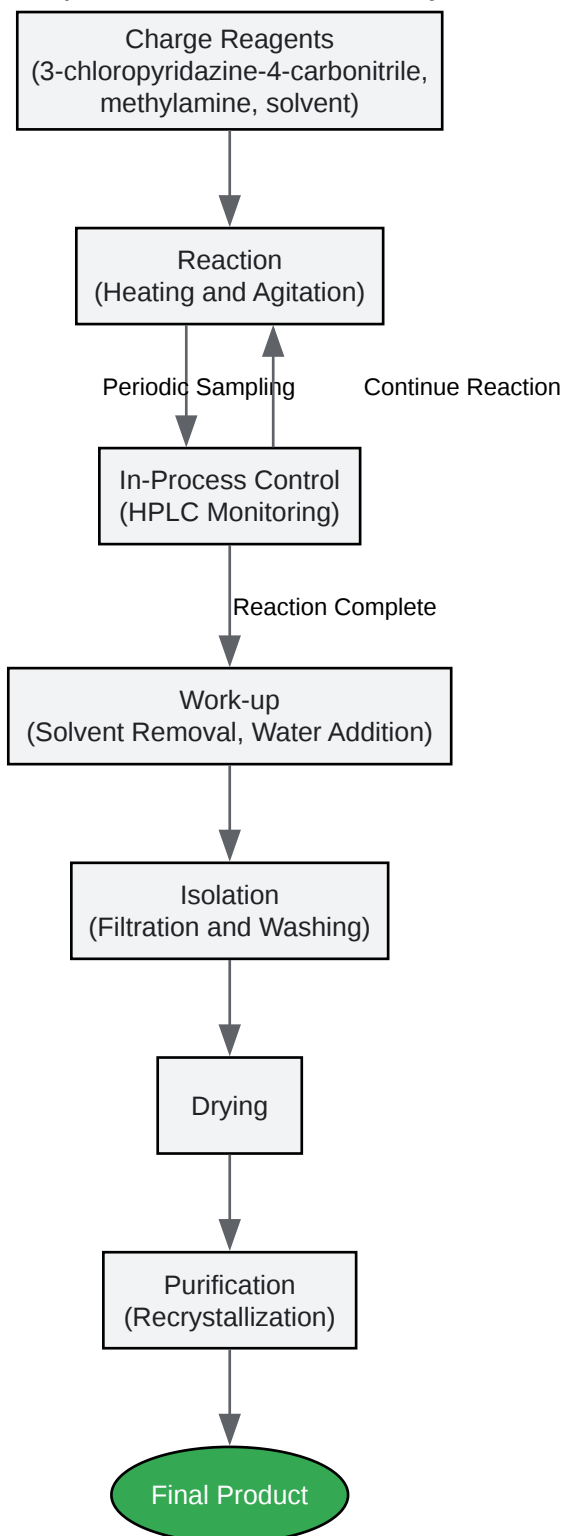 Charge Reagents
(3-chloropyridazine-4-carbonitrile,
methylamine, solvent)
Reaction
(Heating and Agitation)
Periodic Sampling
Continue Reaction
In-Process Control
(HPLC Monitoring)
Reaction Complete
Work-up
(Solvent Removal, Water Addition)
Isolation
(Filtration and Washing)
Drying
Purification
(Recrystallization)
Final Product